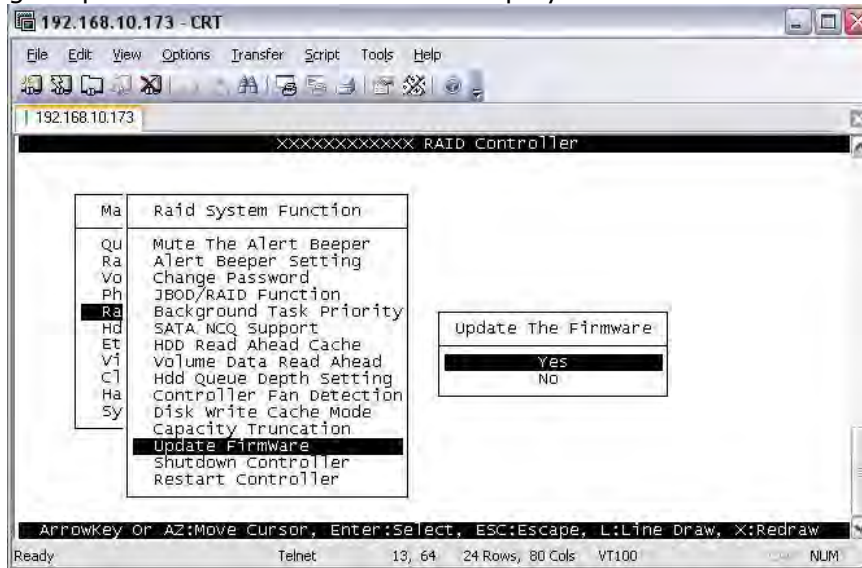 192.168.10.173 - CRT
File Edit View Options Transfer Script Tools Help
192.168.10.173
XXXXXXXXXXXX RAID Controller
Ma
Qu
Ra
Vo
Ph
Ra
Hd
Et
Vi
Cl
Ha
Sy
Raid System Function
Mute The Alert Beeper
Alert Beeper Setting
Change Password
JBOD/RAID Function
Background Task Priority
SATA NCQ Support
HDD Read Ahead Cache
Volume Data Read Ahead
Hdd Queue Depth Setting
Controller Fan Detection
Disk Write Cache Mode
Capacity Truncation
Update FirmWare
Shutdown Controller
Restart Controller
Update The Firmware
Yes
No
ArrowKey Or AZ:Move Cursor, Enter:Select, ESC:Escape, L:Line Draw, X:Redraw
Ready Telnet 13, 64 24 Rows, 80 Cols VT100 NUM